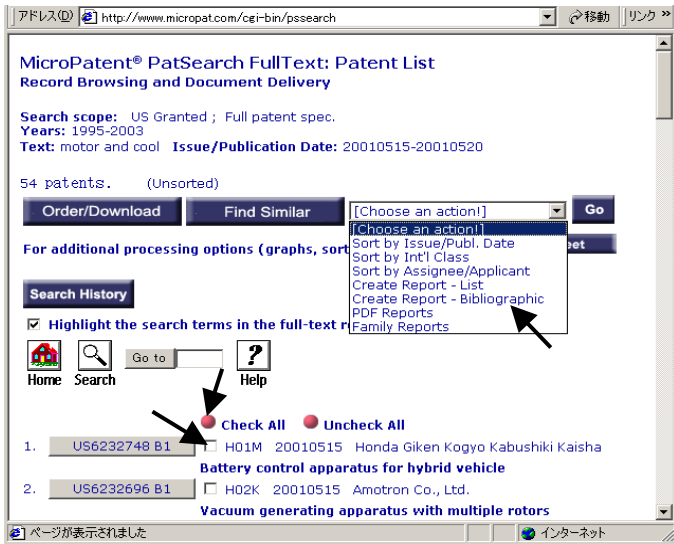 アドレス(D) http://www.micropat.com/cgi-bin/pssearch 移動 リンク »
MicroPatent® PatSearch FullText: Patent List
Record Browsing and Document Delivery
Search scope: US Granted ; Full patent spec.
Years: 1995-2003
Text: motor and cool Issue/Publication Date: 20010515-20010520
54 patents. (Unsorted)
Order/Download Find Similar [Choose an action!] Go
[Choose an action!]
Sort by Issue/Publ. Date
Sort by Int'l Class
Sort by Assignee/Applicant
Create Report - List
Create Report - Bibliographic
PDF Reports
Family Reports
For additional processing options (graphs, sort eet
Search History
Highlight the search terms in the full-text r
Go to
Home Search Help
Check All Uncheck All
1. US6232748 B1 H01M 20010515 Honda Giken Kogyo Kabushiki Kaisha
Battery control apparatus for hybrid vehicle
2. US6232696 B1 H02K 20010515 Amotron Co., Ltd.
Vacuum generating apparatus with multiple rotors
ページが表示されました インターネット